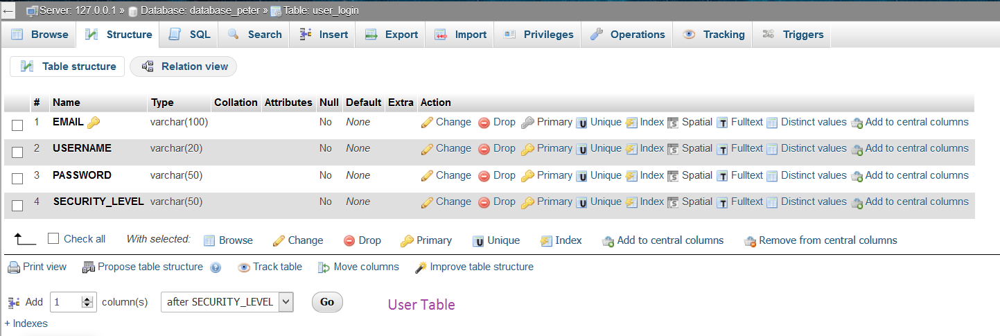 Server: 127.0.0.1 » Database: database_peter » Table: user_login
Browse Structure SQL Search Insert Export Import Privileges Operations Tracking Triggers
Table structure Relation view
# Name Type Collation Attributes Null Default Extra Action
1 EMAIL varchar(100) No None Change Drop Primary Unique Index Spatial Fulltext Distinct values Add to central columns
2 USERNAME varchar(20) No None Change Drop Primary Unique Index Spatial Fulltext Distinct values Add to central columns
3 PASSWORD varchar(50) No None Change Drop Primary Unique Index Spatial Fulltext Distinct values Add to central columns
4 SECURITY_LEVEL varchar(50) No None Change Drop Primary Unique Index Spatial Fulltext Distinct values Add to central columns
Check all With selected: Browse Change Drop Primary Unique Index Add to central columns Remove from central columns
Print view Propose table structure Track table Move columns Improve table structure
Add 1 column(s) after SECURITY_LEVEL Go User Table
+ Indexes